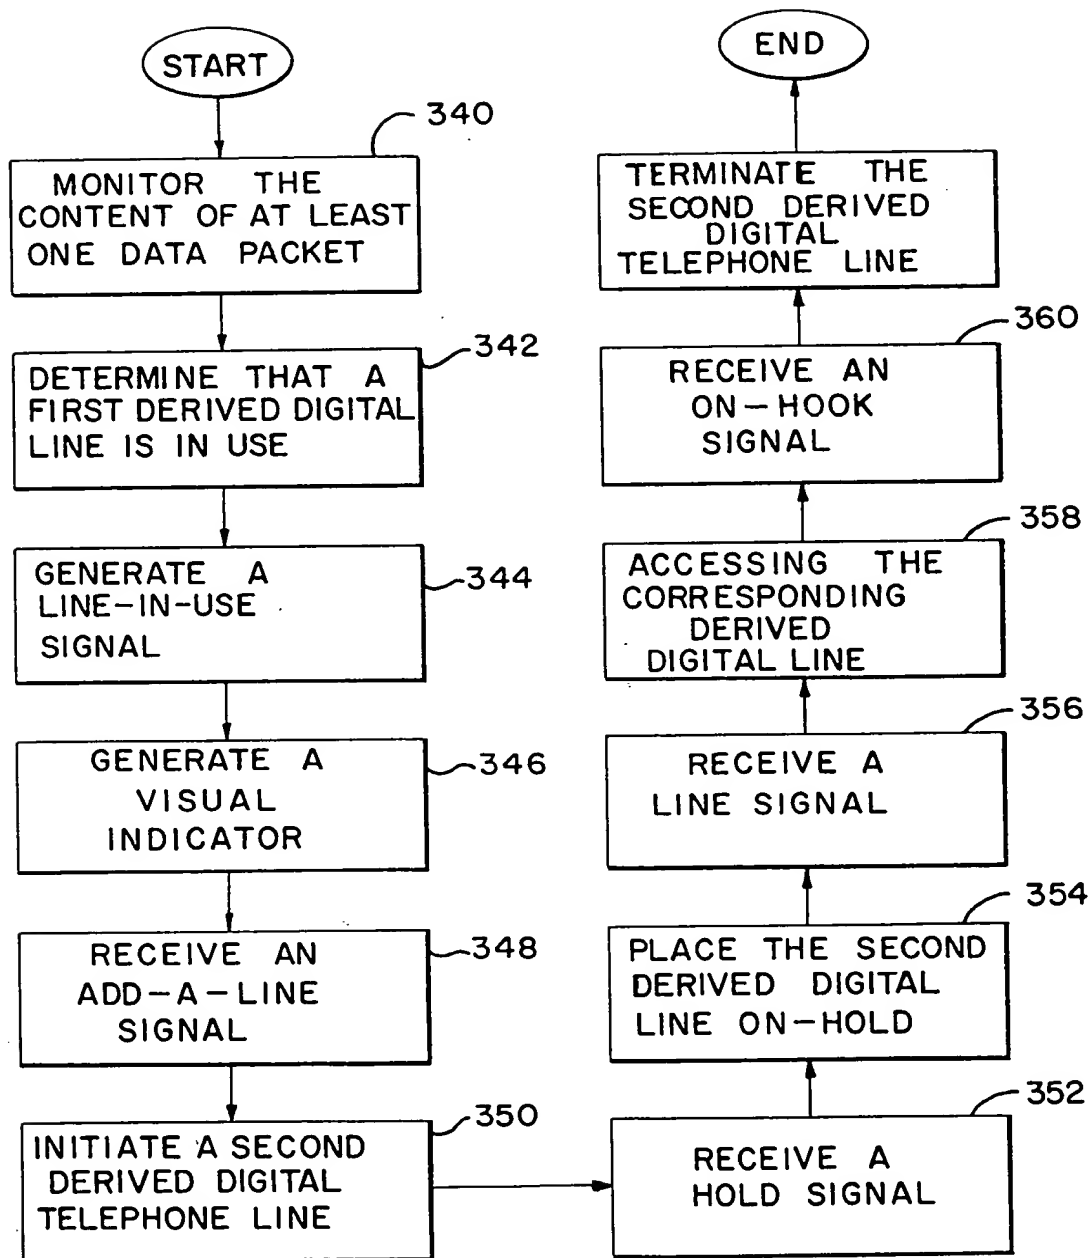 START
340
MONITOR THE
CONTENT OF AT LEAST
ONE DATA PACKET
342
DETERMINE THAT A
FIRST DERIVED DIGITAL
LINE IS IN USE
344
GENERATE A
LINE-IN-USE
SIGNAL
346
GENERATE A
VISUAL
INDICATOR
348
RECEIVE AN
ADD-A-LINE
SIGNAL
350
INITIATE A SECOND
DERIVED DIGITAL
TELEPHONE LINE
352
RECEIVE A
HOLD SIGNAL
354
PLACE THE SECOND
DERIVED DIGITAL
LINE ON-HOLD
356
RECEIVE A
LINE SIGNAL
358
ACCESSING THE
CORRESPONDING
DERIVED
DIGITAL LINE
360
RECEIVE AN
ON-HOOK
SIGNAL
TERMINATE THE
SECOND DERIVED
DIGITAL
TELEPHONE LINE
END